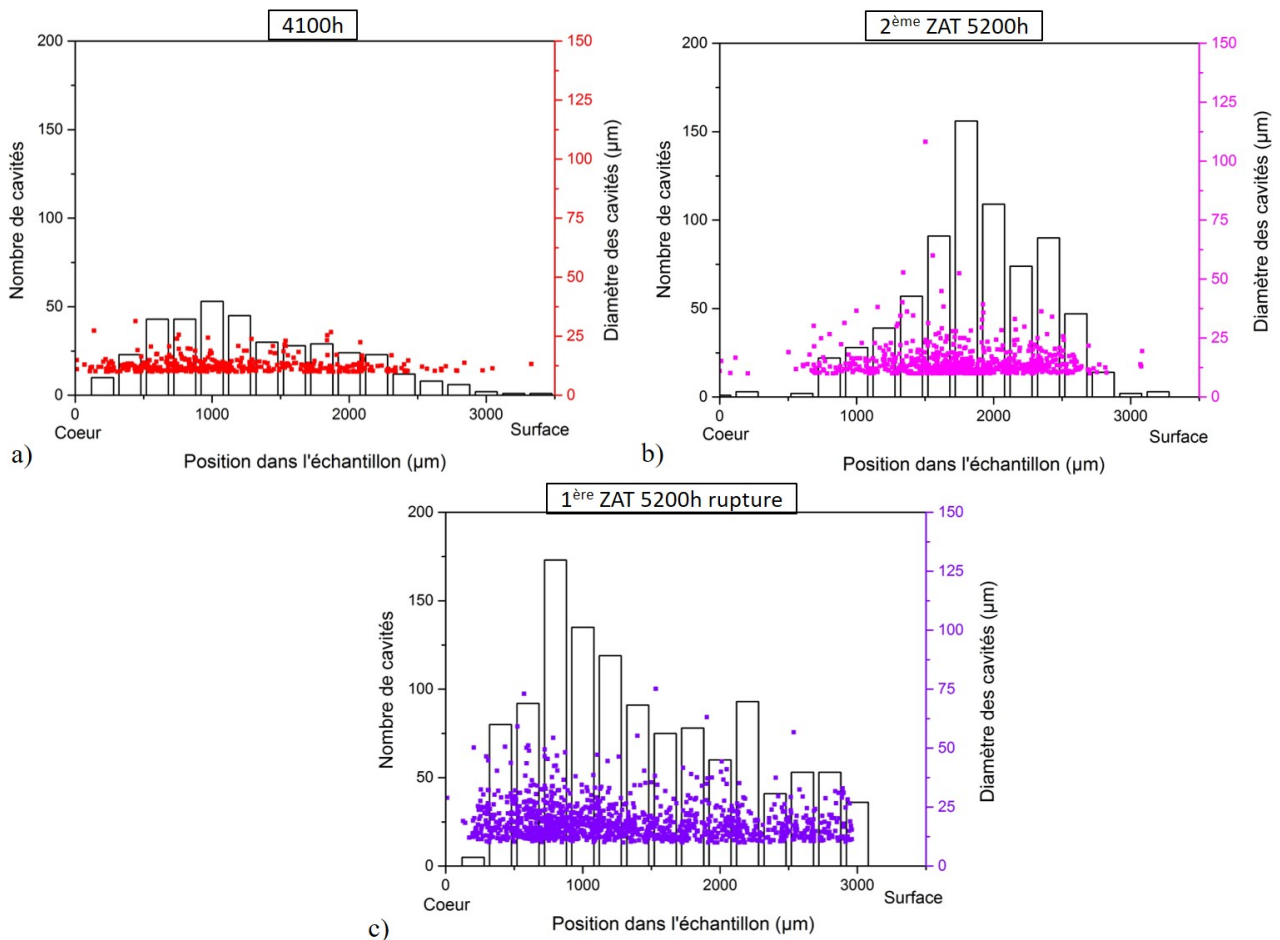 4100h
200
150
100
50
0
150
125
100
75
50
25
0
0
1000
2000
3000
Nombre de cavités
Diamètre des cavités (µm)
Coeur
Surface
Position dans l'échantillon (µm)
a)
2ème ZAT 5200h
200
150
100
50
0
150
125
100
75
50
25
0
0
1000
2000
3000
Nombre de cavités
Diamètre des cavités (µm)
Coeur
Surface
Position dans l'échantillon (µm)
b)
1ère ZAT 5200h rupture
200
150
100
50
0
150
125
100
75
50
25
0
0
1000
2000
3000
Nombre de cavités
Diamètre des cavités (µm)
Coeur
Surface
Position dans l'échantillon (µm)
c)